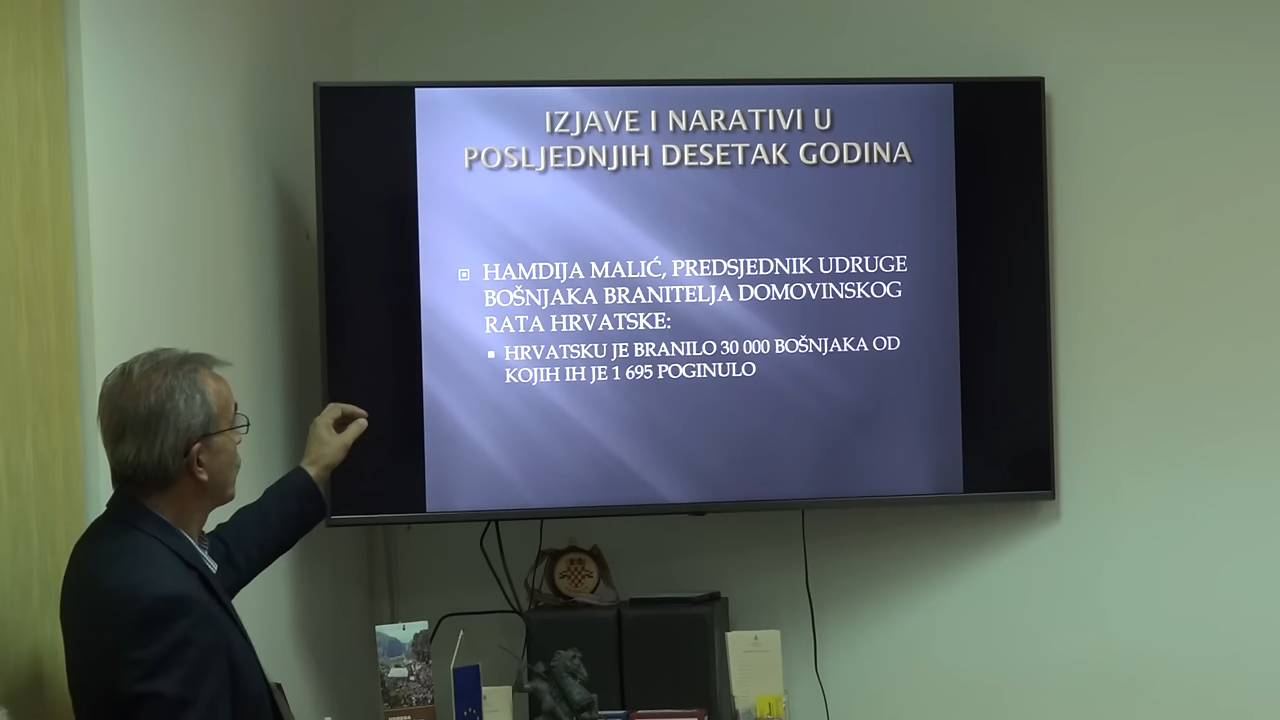 IZJAVE I NARATIVI U
POSLJEDNJIH DESETAK GODINA
HAMDIJA MALIĆ, PREDSJEDNIK UDRUGE
BOŠNJAKA BRANITELJA DOMOVINSKOG
RATA HRVATSKE:
HRVATSKU JE BRANILO 30 000 BOŠNJAKA OD
KOJIH IH JE 1 695 POGINULO